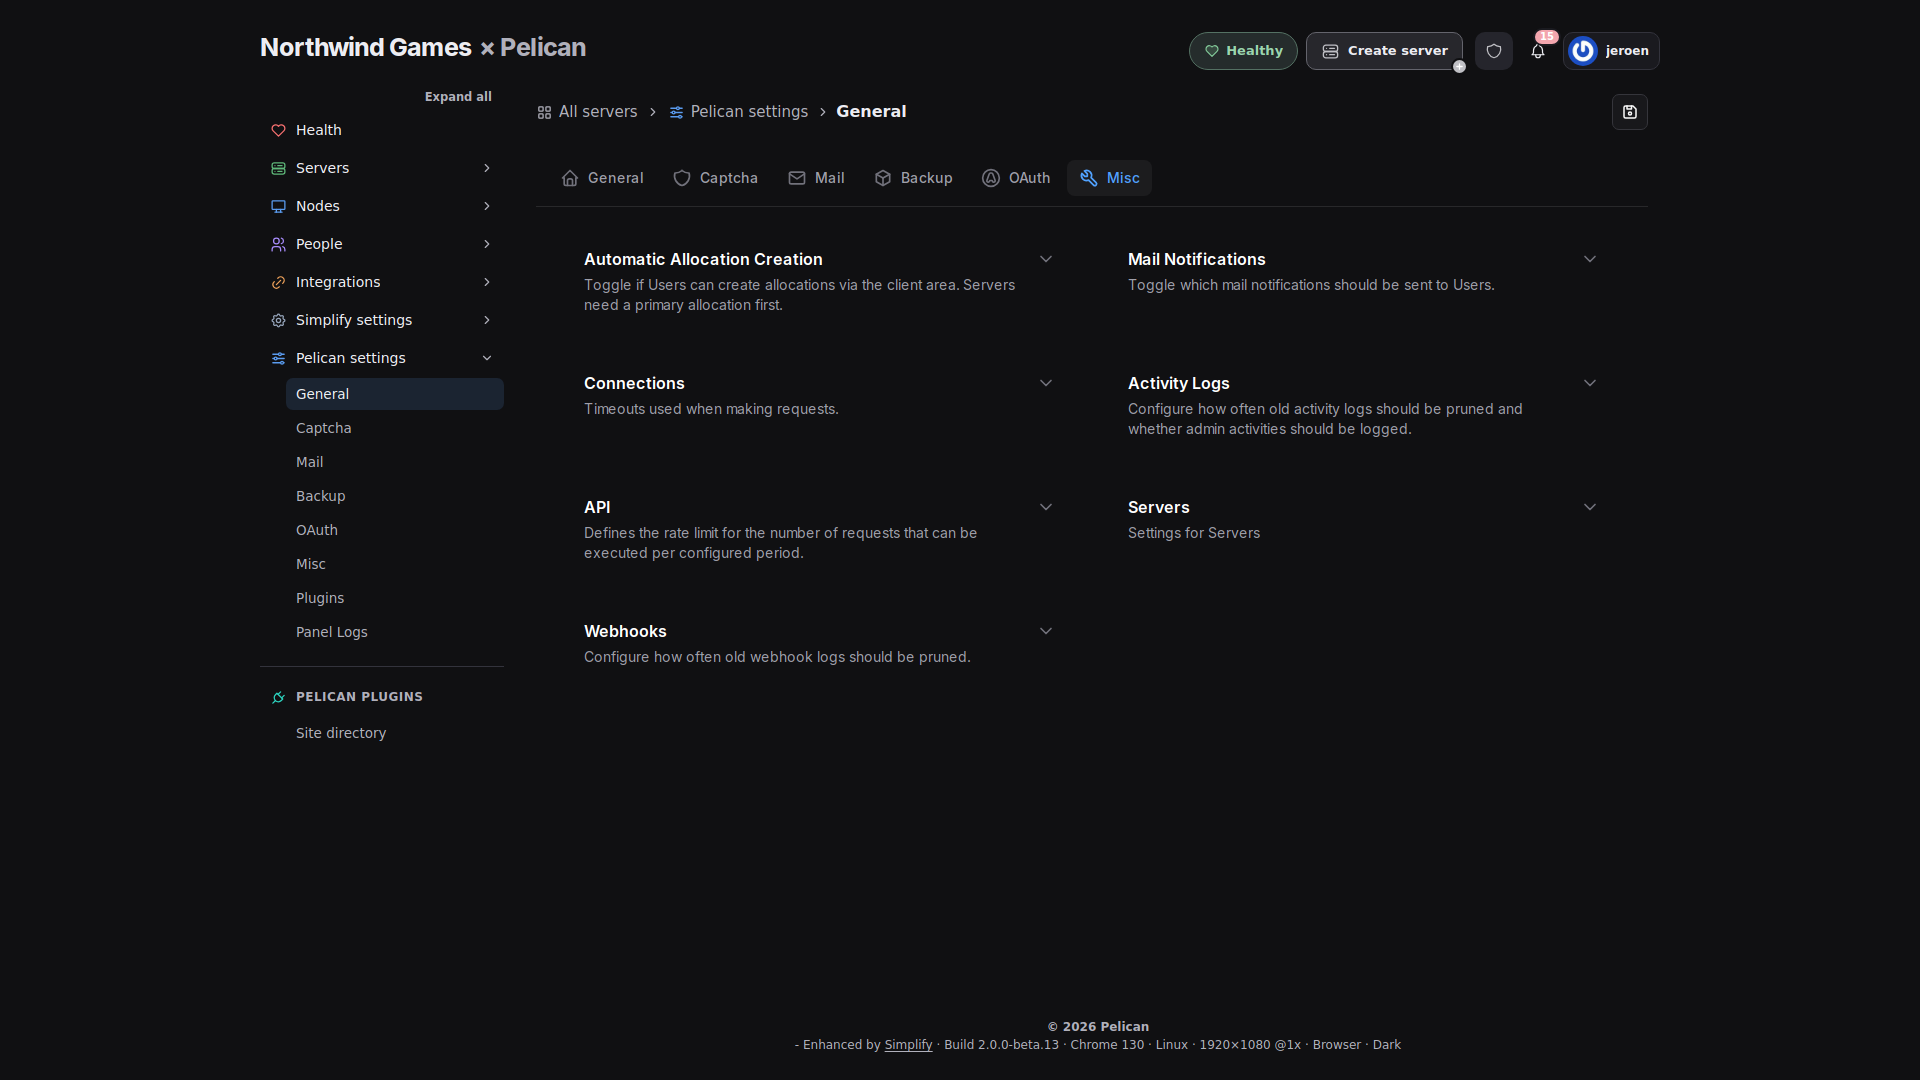 Northwind Games × Pelican
Healthy
Create server
15
jeroen
Expand all
Health
Servers
Nodes
People
Integrations
Simplify settings
Pelican settings
General
Captcha
Mail
Backup
OAuth
Misc
Plugins
Panel Logs
PELICAN PLUGINS
Site directory
All servers > Pelican settings > General
General Captcha Mail Backup OAuth Misc
Automatic Allocation Creation
Toggle if Users can create allocations via the client area. Servers
need a primary allocation first.
Mail Notifications
Toggle which mail notifications should be sent to Users.
Connections
Timeouts used when making requests.
Activity Logs
Configure how often old activity logs should be pruned and
whether admin activities should be logged.
API
Defines the rate limit for the number of requests that can be
executed per configured period.
Servers
Settings for Servers
Webhooks
Configure how often old webhook logs should be pruned.
© 2026 Pelican
- Enhanced by Simplify · Build 2.0.0-beta.13 · Chrome 130 · Linux · 1920×1080 @1x · Browser · Dark